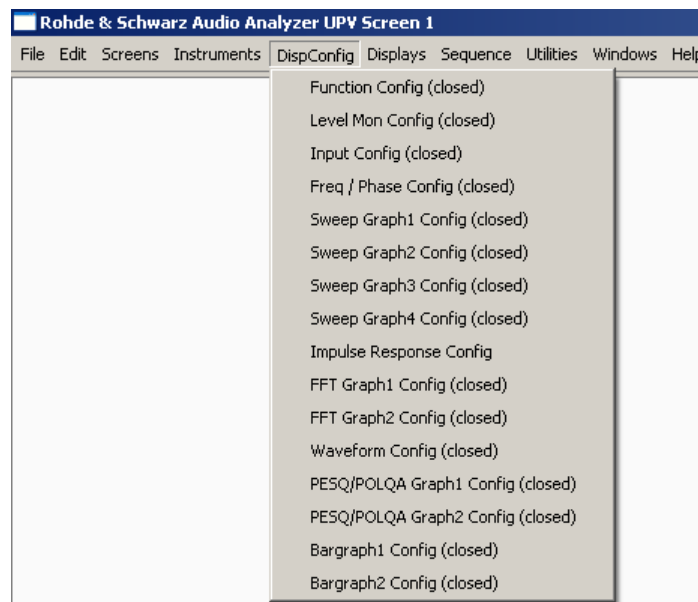 Rohde & Schwarz Audio Analyzer UPV Screen 1
File Edit Screens Instruments DispConfig Displays Sequence Utilities Windows Help
Function Config (closed)
Level Mon Config (closed)
Input Config (closed)
Freq / Phase Config (closed)
Sweep Graph1 Config (closed)
Sweep Graph2 Config (closed)
Sweep Graph3 Config (closed)
Sweep Graph4 Config (closed)
Impulse Response Config
FFT Graph1 Config (closed)
FFT Graph2 Config (closed)
Waveform Config (closed)
PESQ/POLQA Graph1 Config (closed)
PESQ/POLQA Graph2 Config (closed)
Bargraph1 Config (closed)
Bargraph2 Config (closed)